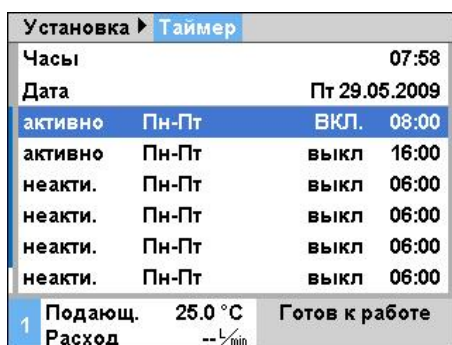 Установка ▶ Таймер
Часы 07:58
Дата Пт 29.05.2009
активно Пн-Пт ВКЛ. 08:00
активно Пн-Пт выкл 16:00
неакти. Пн-Пт выкл 06:00
неакти. Пн-Пт выкл 06:00
неакти. Пн-Пт выкл 06:00
неакти. Пн-Пт выкл 06:00
1 Подающ. 25.0 °C Готов к работе
Расход -- L/min